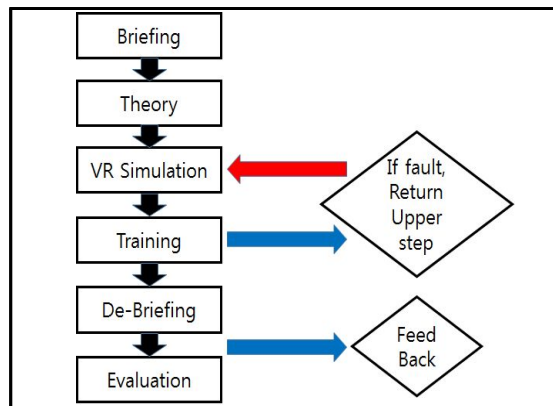 Briefing
Theory
VR Simulation
If fault,
Return
Upper
step
Training
De-Briefing
Feed
Back
Evaluation